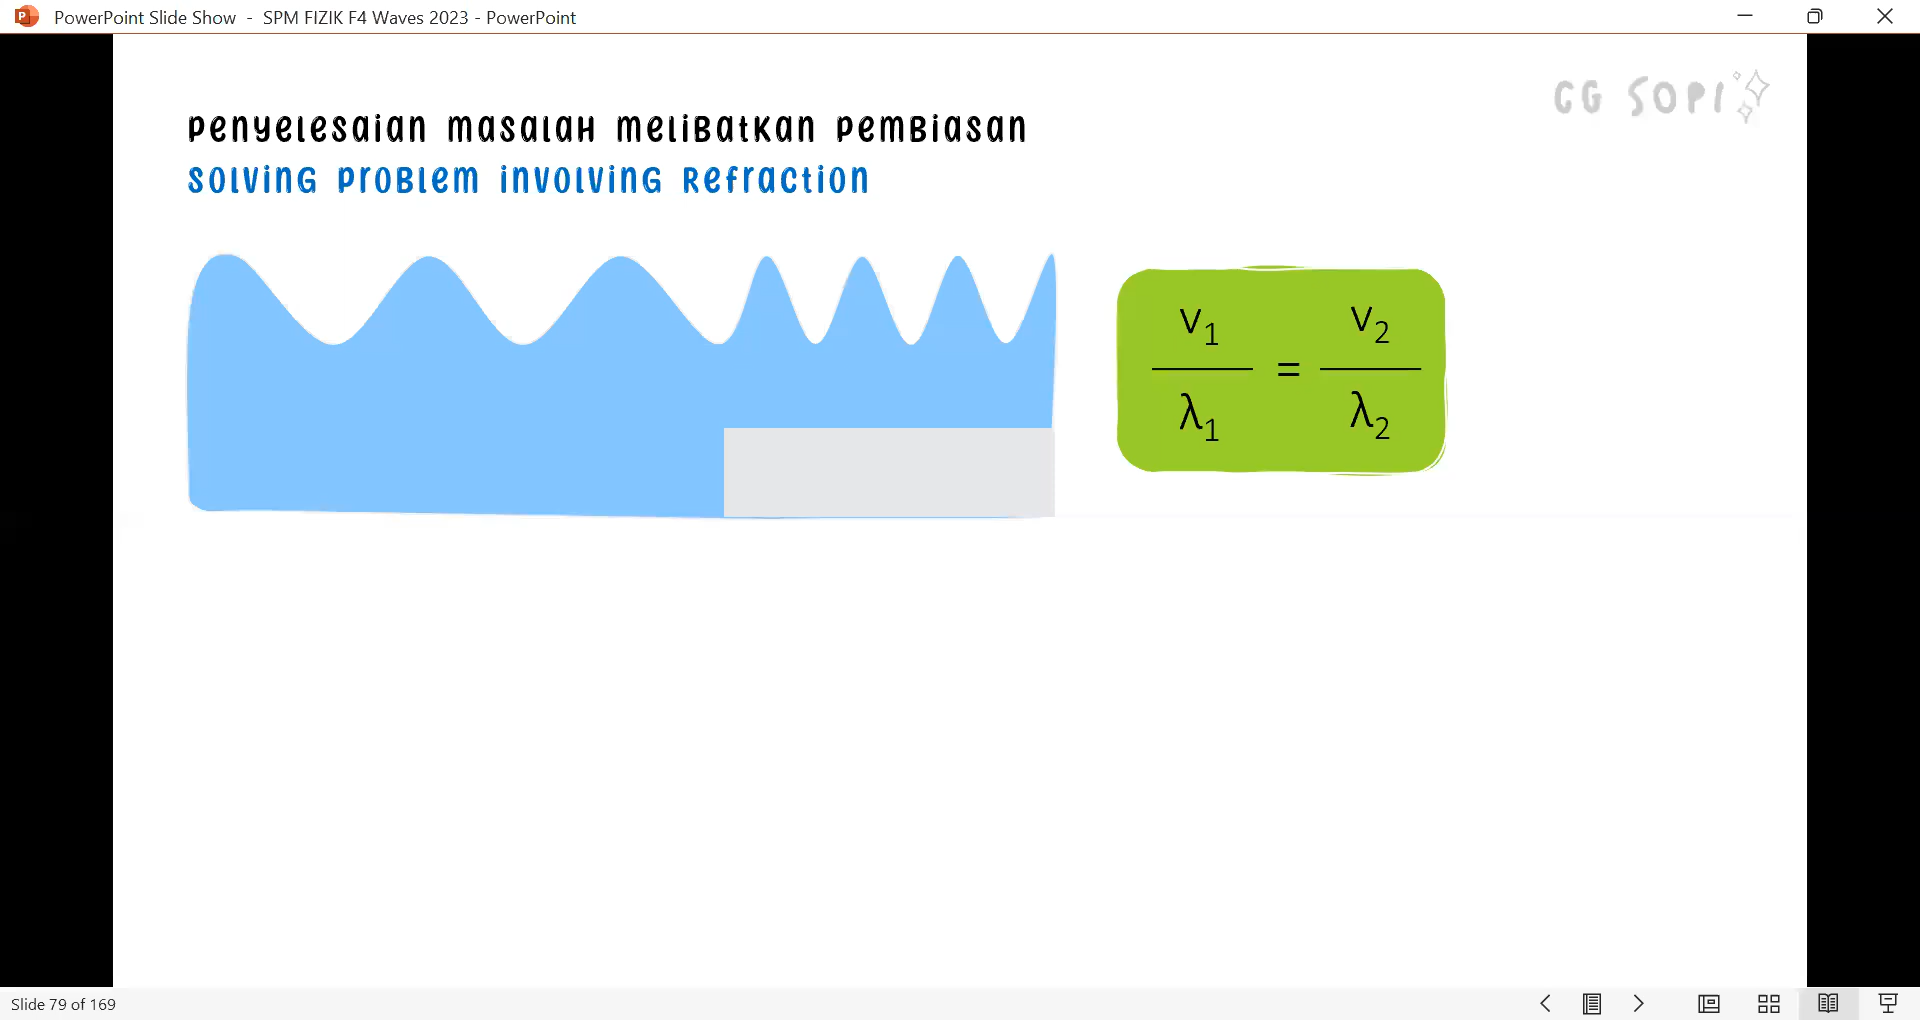 PowerPoint Slide Show - SPM FIZIK F4 Waves 2023 - PowerPoint
CG SOPI
Penyelesaian masalah melibatkan pembiasan
Solving problem involving Refraction
v₁ / λ₁ = v₂ / λ₂
Slide 79 of 169